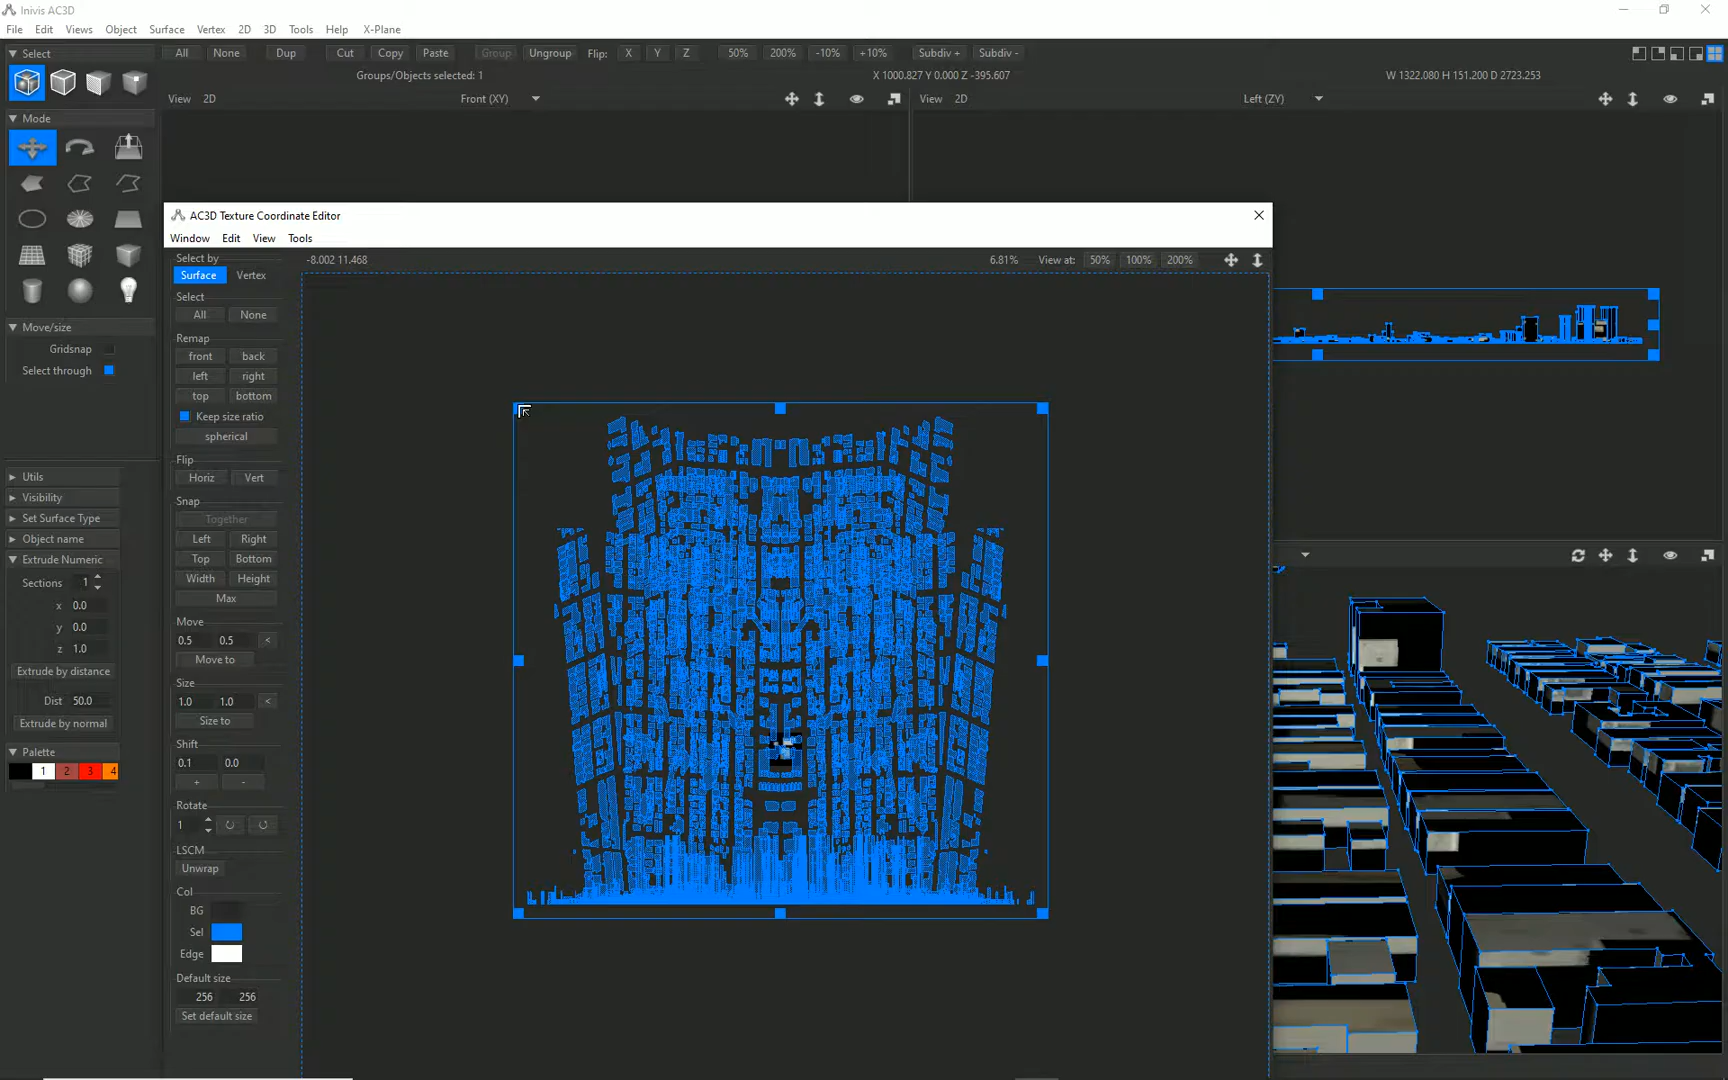 Inivis AC3D
File Edit Views Object Surface Vertex 2D 3D Tools Help X-Plane
Select All None Dup Cut Copy Paste Group Ungroup Flip: X Y Z 50% 200% -10% +10% Subdiv + Subdiv -
Groups/Objects selected: 1 X 1000.827 Y 0.000 Z -395.607 W 1322.080 H 151.200 D 2723.253
View 2D Front (XY) View 2D Left (ZY)
Mode
Move/size
Gridsnap
Select through
Utils
Visibility
Set Surface Type
Object name
Extrude Numeric
Sections 1
x 0.0
y 0.0
z 1.0
Extrude by distance
Dist 50.0
Extrude by normal
Palette
1 2 3 4
AC3D Texture Coordinate Editor
Window Edit View Tools
Select by -8.002 11.468 6.81% View at: 50% 100% 200%
Surface Vertex
Select
All None
Remap
front back
left right
top bottom
Keep size ratio
spherical
Flip
Horiz Vert
Snap
Together
Left Right
Top Bottom
Width Height
Max
Move
0.5 0.5 <
Move to
Size
1.0 1.0 <
Size to
Shift
0.1 0.0
+ -
Rotate
1
LSCM
Unwrap
Col
BG
Sel
Edge
Default size
256 256
Set default size